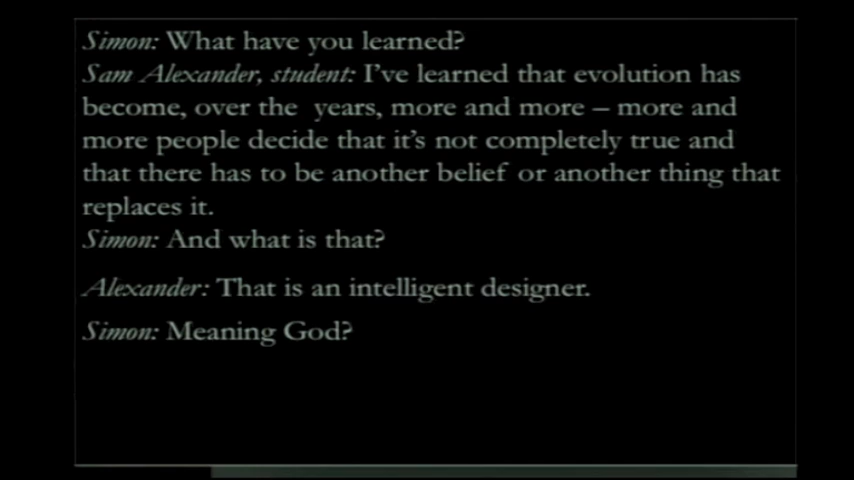 Simon: What have you learned?
Sam Alexander, student: I've learned that evolution has
become, over the  years, more and more – more and
more people decide that it's not completely true and
that there has to be another belief or another thing that
replaces it.
Simon: And what is that?
Alexander: That is an intelligent designer.
Simon: Meaning God?